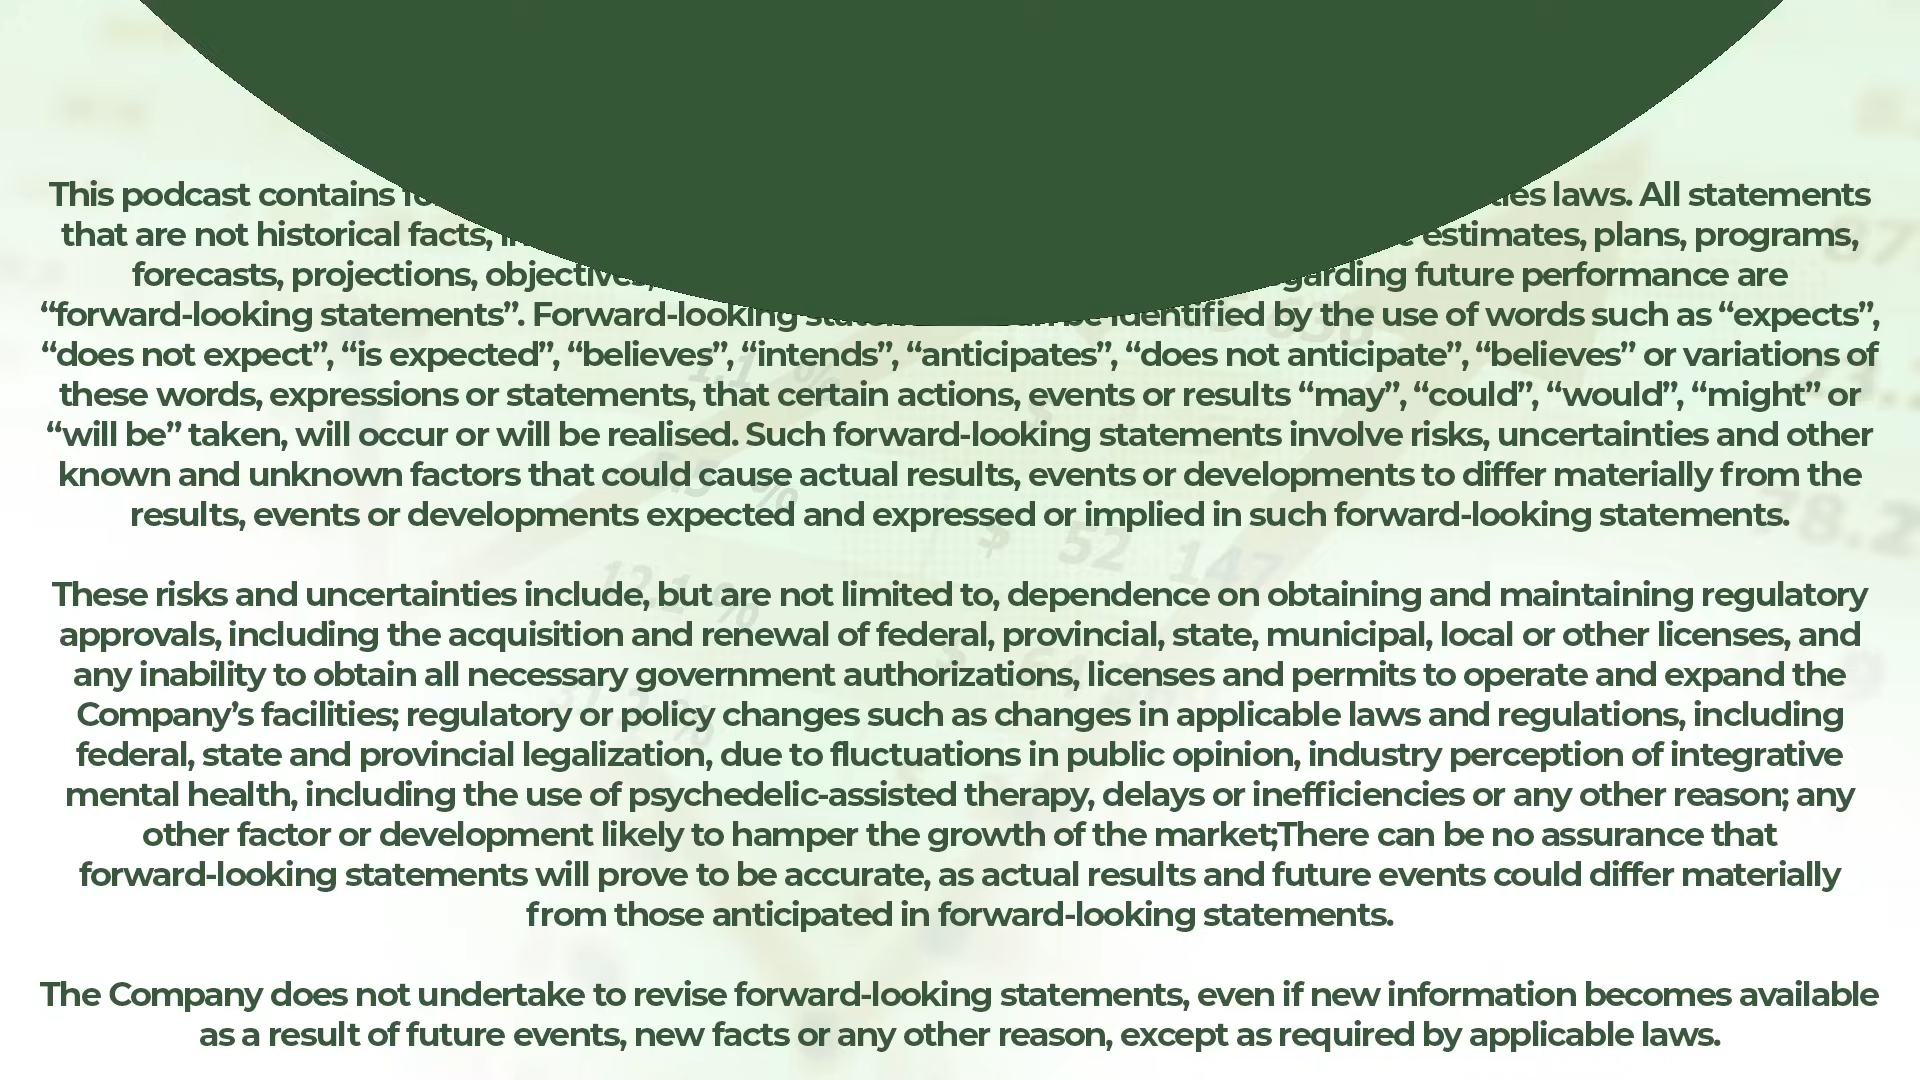 This podcast contains laws. All statements
that are not historical facts, estimates, plans, programs,
forecasts, projections, future performance are
“forward-looking statements”. Forward-looking identified by the use of words such as “expects”,
“does not expect”, “is expected”, “believes”, “intends”, “anticipates”, “does not anticipate”, “believes” or variations of
these words, expressions or statements, that certain actions, events or results “may”, “could”, “would”, “might” or
“will be” taken, will occur or will be realised. Such forward-looking statements involve risks, uncertainties and other
known and unknown factors that could cause actual results, events or developments to differ materially from the
results, events or developments expected and expressed or implied in such forward-looking statements.
These risks and uncertainties include, but are not limited to, dependence on obtaining and maintaining regulatory
approvals, including the acquisition and renewal of federal, provincial, state, municipal, local or other licenses, and
any inability to obtain all necessary government authorizations, licenses and permits to operate and expand the
Company’s facilities; regulatory or policy changes such as changes in applicable laws and regulations, including
federal, state and provincial legalization, due to fluctuations in public opinion, industry perception of integrative
mental health, including the use of psychedelic-assisted therapy, delays or inefficiencies or any other reason; any
other factor or development likely to hamper the growth of the market;There can be no assurance that
forward-looking statements will prove to be accurate, as actual results and future events could differ materially
from those anticipated in forward-looking statements.
The Company does not undertake to revise forward-looking statements, even if new information becomes available
as a result of future events, new facts or any other reason, except as required by applicable laws.